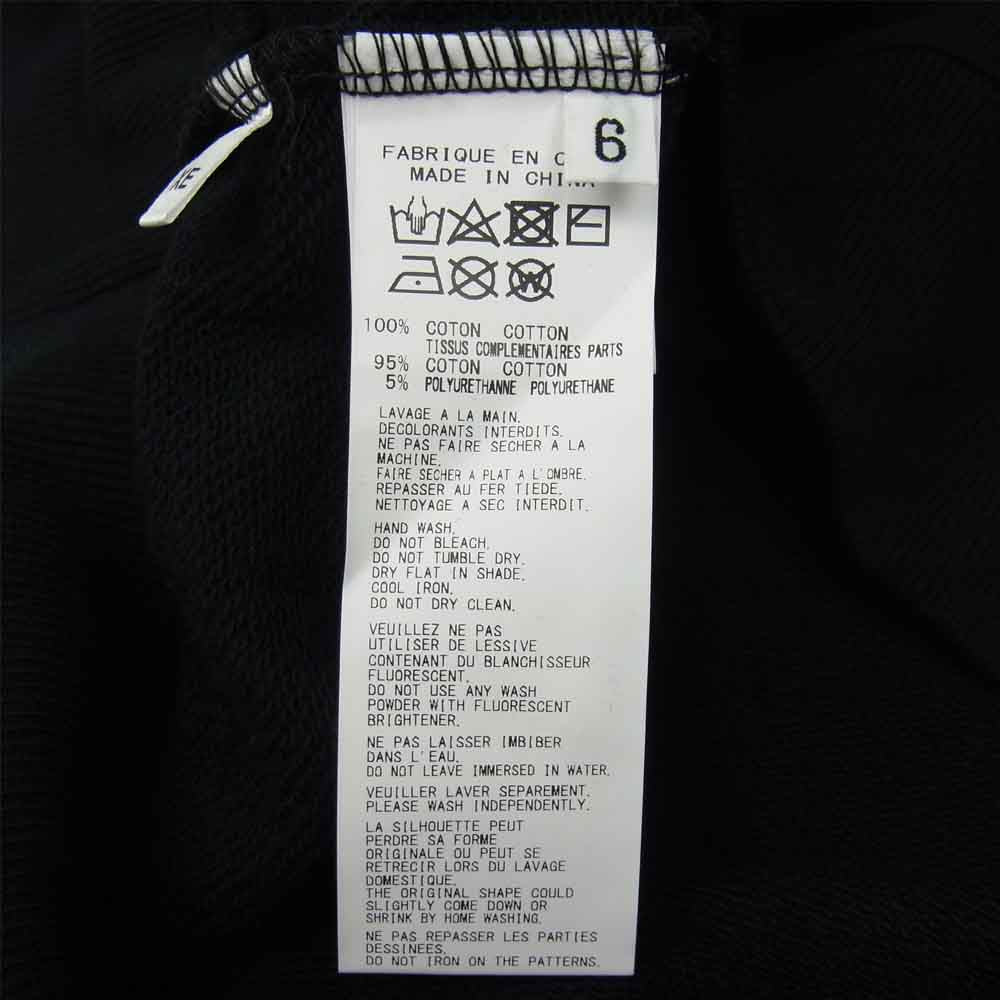 6
FABRIQUE EN
MADE IN CHINA
W
100% COTON COTTON
TISSUS COMPLEMENTAIRES PARTS
95% COTON COTTON
5% POLYURETHANNE POLYURETHANE
LAVAGE A LA MAIN.
DECOLORANTS INTERDITS.
NE PAS FAIRE SECHER A LA
MACHINE.
FAIRE SECHER A PLAT A L'OMBRE.
REPASSER AU FER TIEDE.
NETTOYAGE A SEC INTERDIT.
HAND WASH.
DO NOT BLEACH.
DO NOT TUMBLE DRY.
DRY FLAT IN SHADE.
COOL IRON.
DO NOT DRY CLEAN.
VEUILLEZ NE PAS
UTILISER DE LESSIVE
CONTENANT DU BLANCHISSEUR
FLUORESCENT.
DO NOT USE ANY WASH
POWDER WITH FLUORESCENT
BRIGHTENER.
NE PAS LAISSER IMBIBER
DANS L'EAU.
DO NOT LEAVE IMMERSED IN WATER.
VEUILLER LAVER SEPAREMENT.
PLEASE WASH INDEPENDENTLY.
LA SILHOUETTE PEUT
PERDRE SA FORME
ORIGINALE OU PEUT SE
RETRECIR LORS DU LAVAGE
DOMESTIQUE.
THE ORIGINAL SHAPE COULD
SLIGHTLY COME DOWN OR
SHRINK BY HOME WASHING.
NE PAS REPASSER LES PARTIES
DESSINEES.
DO NOT IRON ON THE PATTERNS.